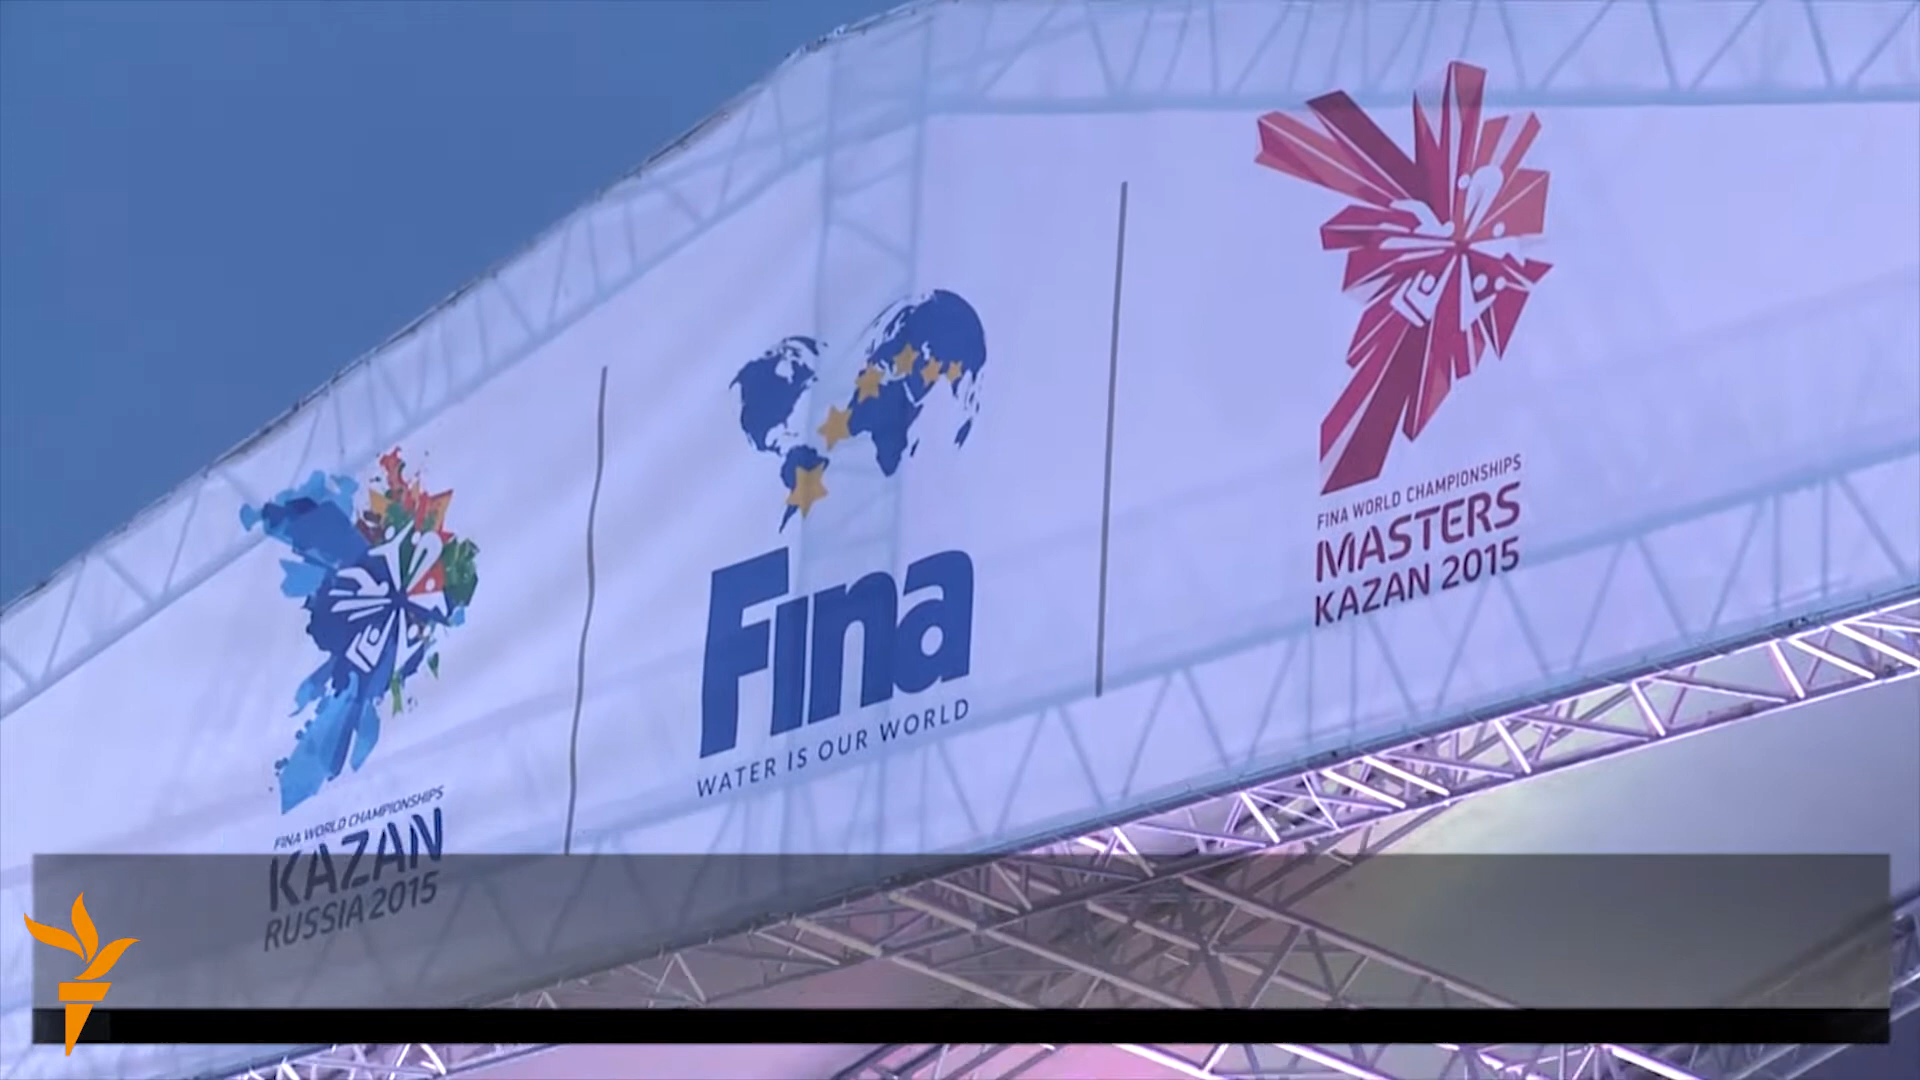 FINA WORLD CHAMPIONSHIPS
KAZAN
RUSSIA 2015
Fina
WATER IS OUR WORLD
FINA WORLD CHAMPIONSHIPS
MASTERS
KAZAN 2015